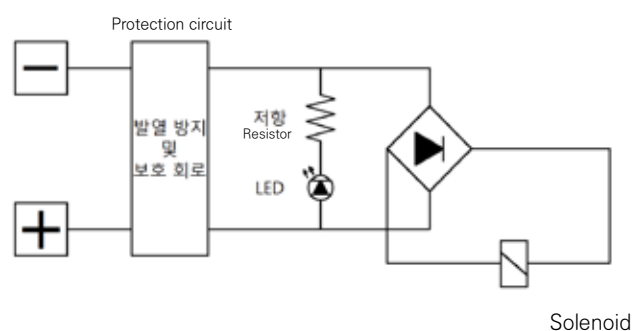 Protection circuit
−
발열 방지
및
보호 회로
저항
Resistor
LED
+
Solenoid